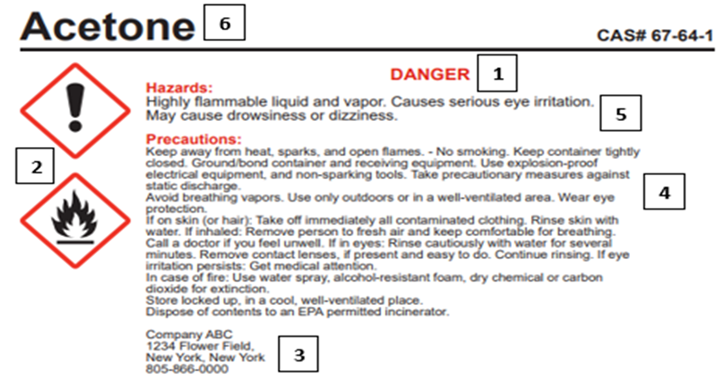 Acetone 6
CAS# 67-64-1
DANGER 1
Hazards:
Highly flammable liquid and vapor. Causes serious eye irritation.
May cause drowsiness or dizziness.
5
Precautions:
Keep away from heat, sparks, and open flames. - No smoking. Keep container tightly
closed. Ground/bond container and receiving equipment. Use explosion-proof
electrical equipment, and non-sparking tools. Take precautionary measures against
static discharge.
Avoid breathing vapors. Use only outdoors or in a well-ventilated area. Wear eye
protection.
If on skin (or hair): Take off immediately all contaminated clothing. Rinse skin with
water. If inhaled: Remove person to fresh air and keep comfortable for breathing.
Call a doctor if you feel unwell. If in eyes: Rinse cautiously with water for several
minutes. Remove contact lenses, if present and easy to do. Continue rinsing. If eye
irritation persists: Get medical attention.
In case of fire: Use water spray, alcohol-resistant foam, dry chemical or carbon
dioxide for extinction.
Store locked up, in a cool, well-ventilated place.
Dispose of contents to an EPA permitted incinerator.
2
4
Company ABC
1234 Flower Field,
New York, New York
805-866-0000
3